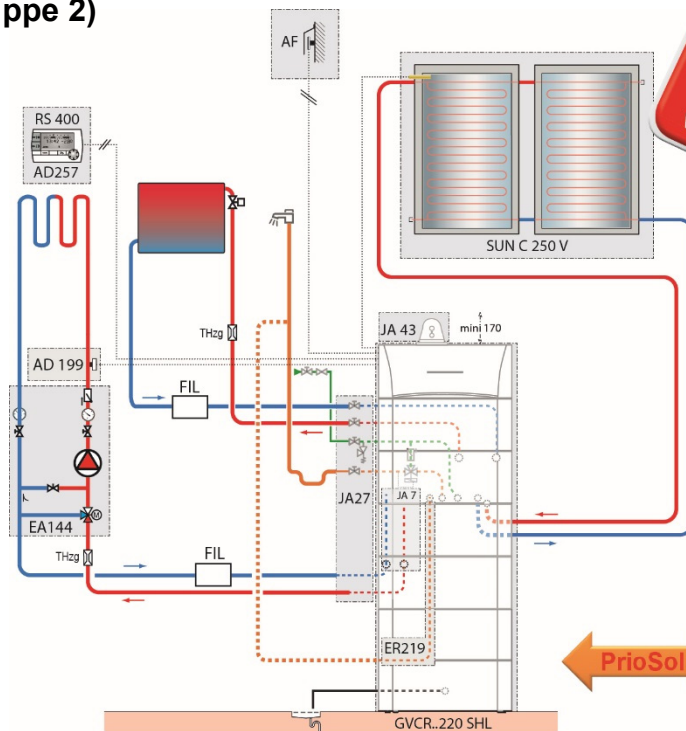 ppe 2)
AF
RS 400
AD257
SUN C 250 V
THzg
JA 43
mini 170
AD 199
FIL
JA27
JA 7
M
EA144
THzg
FIL
ER219
PrioSol
GVCR..220 SHL